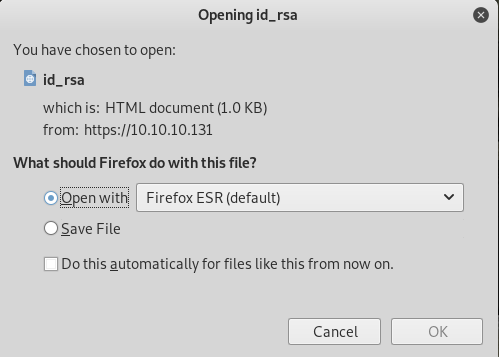 Opening id_rsa
You have chosen to open:
id_rsa
which is: HTML document (1.0 KB)
from: https://10.10.10.131
What should Firefox do with this file?
Open with
Firefox ESR (default)
Save File
Do this automatically for files like this from now on.
Cancel
OK